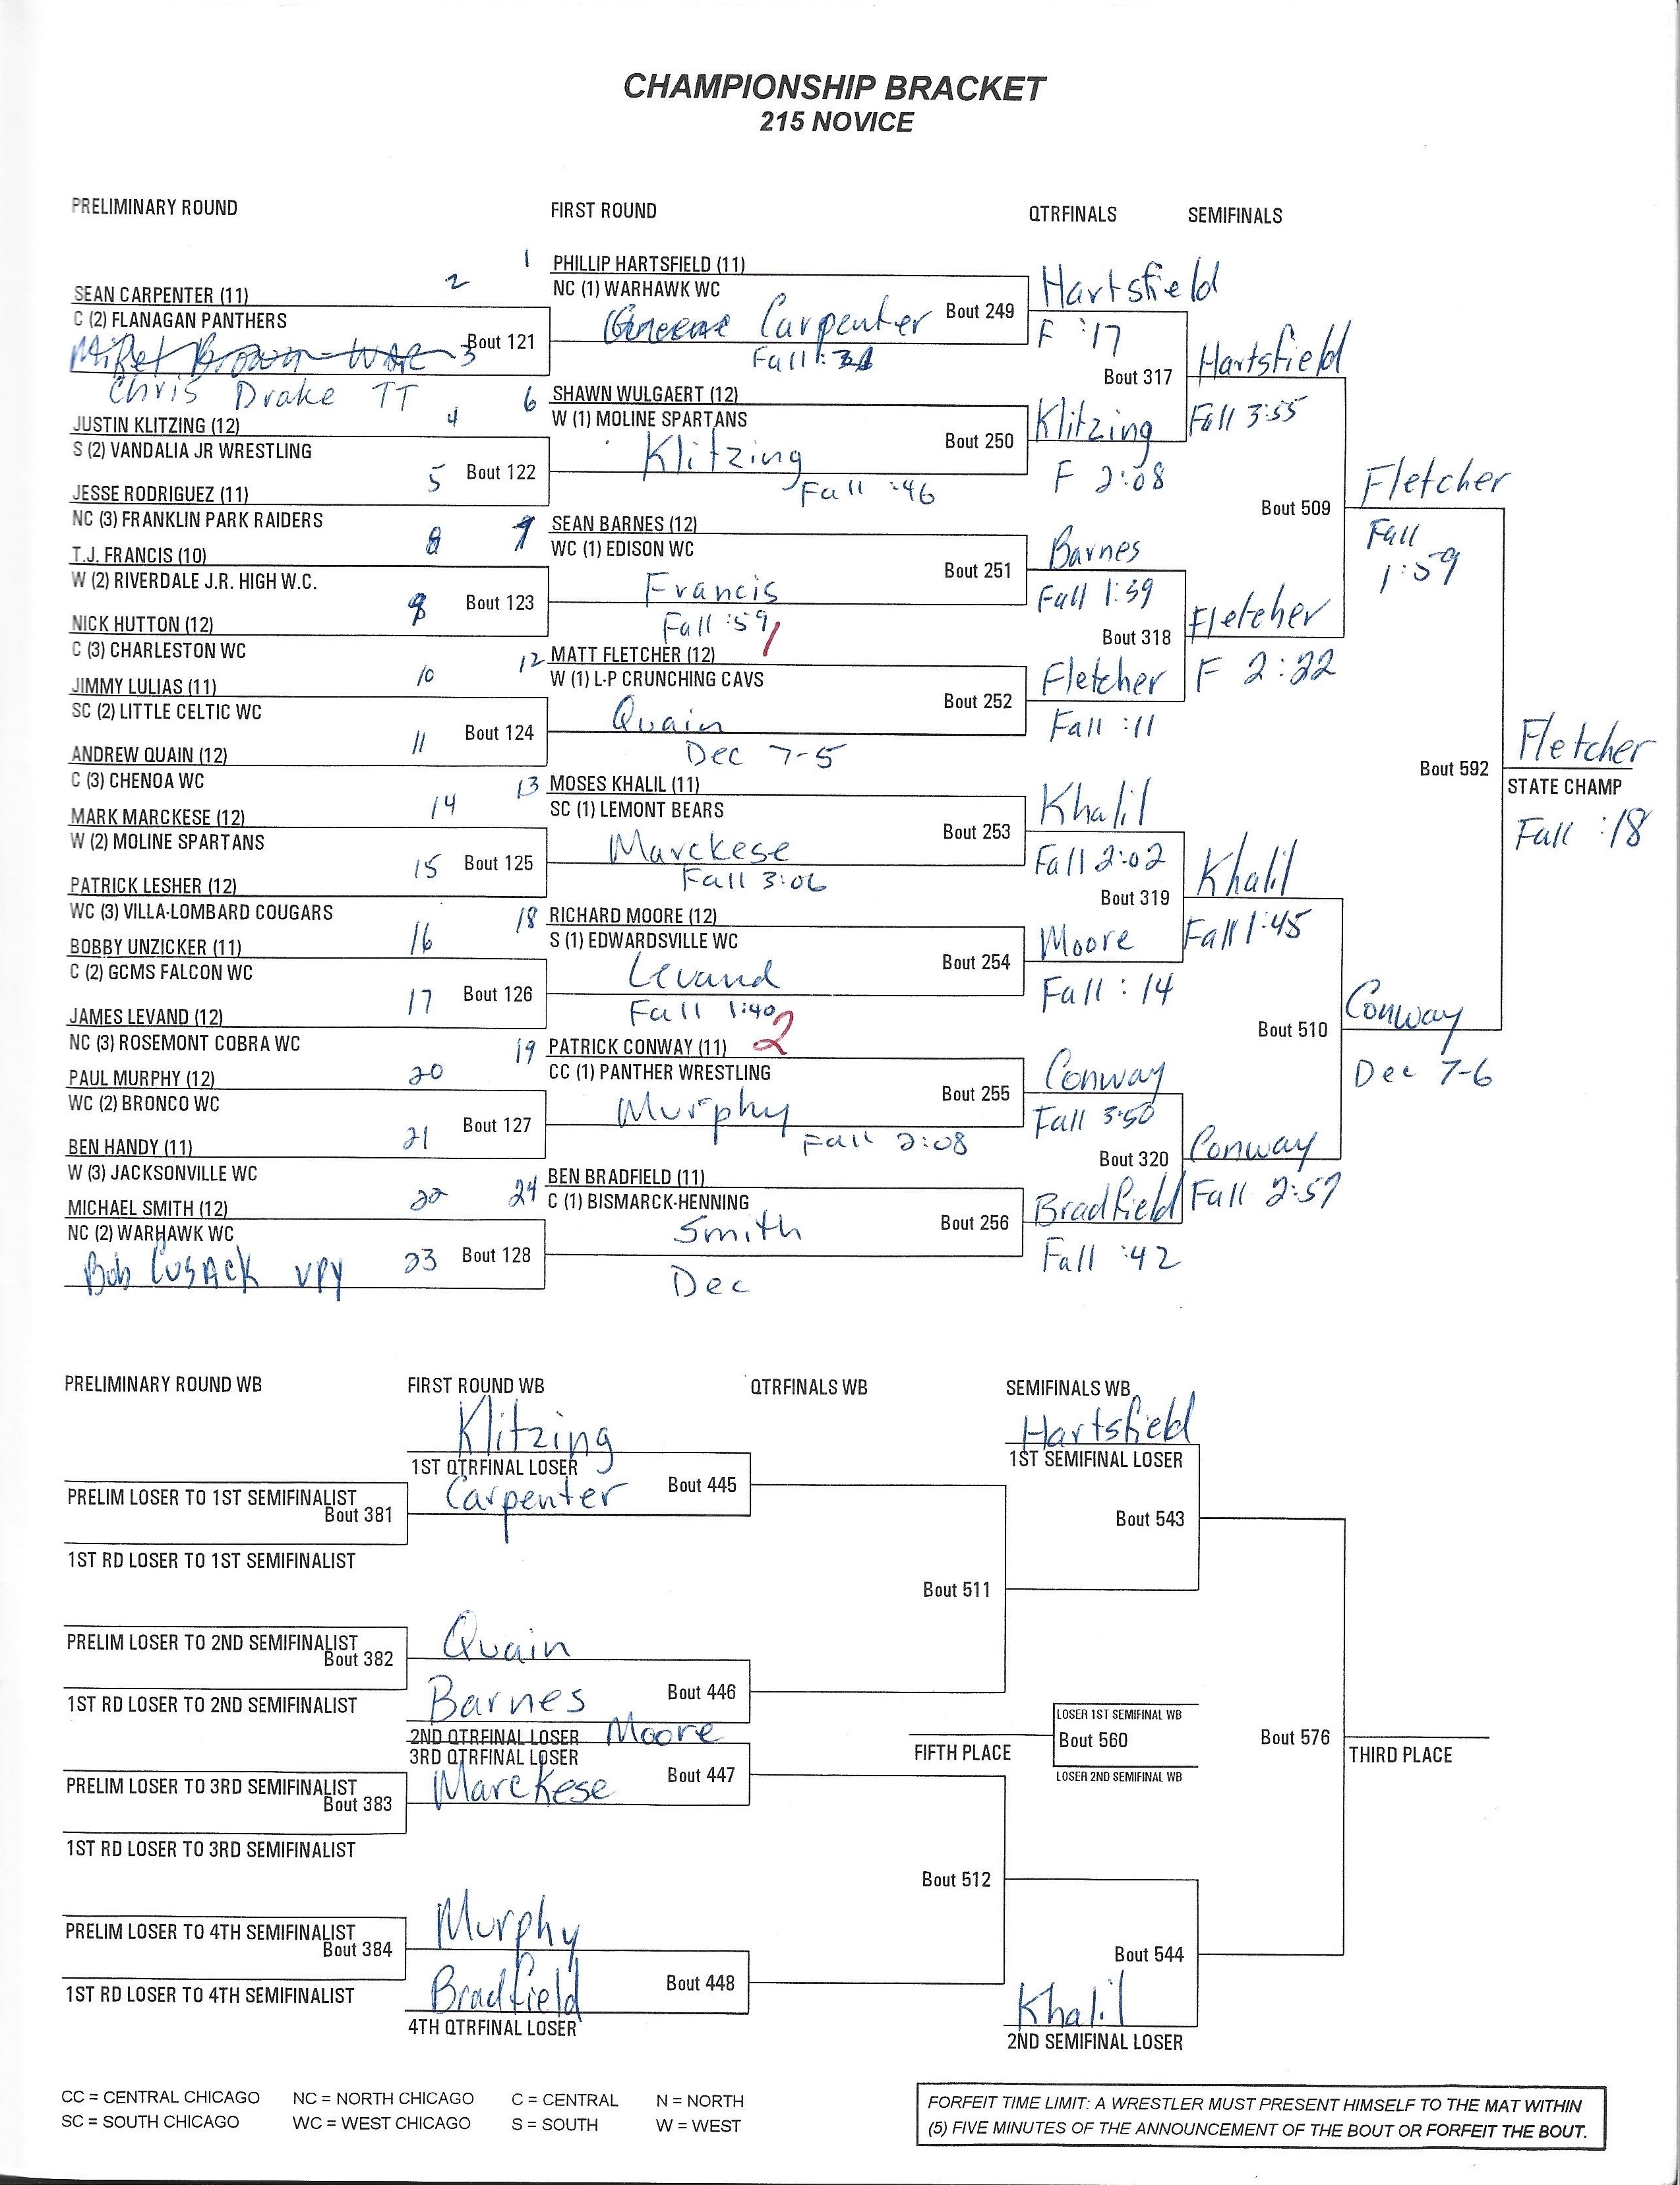 CHAMPIONSHIP BRACKET
215 NOVICE
PRELIMINARY ROUND
FIRST ROUND
QTRFINALS
SEMIFINALS
2
SEAN CARPENTER (11)
C (2) FLANAGAN PANTHERS
Bout 121
3
Chris Drake TT
4
JUSTIN KLITZING (12)
S (2) VANDALIA JR WRESTLING
Bout 122
5
JESSE RODRIGUEZ (11)
NC (3) FRANKLIN PARK RAIDERS
8
T.J. FRANCIS (10)
W (2) RIVERDALE J.R. HIGH W.C.
Bout 123
NICK HUTTON (12)
C (3) CHARLESTON WC
10
JIMMY LULIAS (11)
SC (2) LITTLE CELTIC WC
Bout 124
11
ANDREW QUAIN (12)
C (3) CHENOA WC
14
MARK MARCKESE (12)
W (2) MOLINE SPARTANS
Bout 125
15
PATRICK LESHER (12)
WC (3) VILLA-LOMBARD COUGARS
16
BOBBY UNZICKER (11)
C (2) GCMS FALCON WC
Bout 126
17
JAMES LEVAND (12)
NC (3) ROSEMONT COBRA WC
20
PAUL MURPHY (12)
WC (2) BRONCO WC
Bout 127
21
BEN HANDY (11)
W (3) JACKSONVILLE WC
22
MICHAEL SMITH (12)
NC (2) WARHAWK WC
Bout 128
Bob Cusack VPY 23
1 PHILLIP HARTSFIELD (11)
NC (1) WARHAWK WC
Bout 249
Carpenter
Fall
6 SHAWN WULGAERT (12)
W (1) MOLINE SPARTANS
Bout 250
Klitzing
Fall :46
SEAN BARNES (12)
WC (1) EDISON WC
Bout 251
Francis
Fall :59
1
12 MATT FLETCHER (12)
W (1) L-P CRUNCHING CAVS
Bout 252
Quain
Dec 7-5
13 MOSES KHALIL (11)
SC (1) LEMONT BEARS
Bout 253
Marckese
Fall 3:06
18 RICHARD MOORE (12)
S (1) EDWARDSVILLE WC
Bout 254
Levand
Fall 1:40
2
19 PATRICK CONWAY (11)
CC (1) PANTHER WRESTLING
Bout 255
Murphy
Fall 2:08
24 BEN BRADFIELD (11)
C (1) BISMARCK-HENNING
Bout 256
Smith
Dec
Hartsfield
F :17
Bout 317
Klitzing
F 2:08
Barnes
Fall 1:59
Bout 318
Fletcher
Fall :11
Khalil
Fall 2:02
Bout 319
Moore
Fall :14
Conway
Fall 3:50
Bout 320
Bradfield
Fall :42
Hartsfield
Fall 3:55
Bout 509
Fletcher
F 2:22
Khalil
Fall 1:45
Bout 510
Conway
Fall 2:57
Fletcher
Fall
1:59
Bout 592
Conway
Dec 7-6
Fletcher
STATE CHAMP
Fall :18
PRELIMINARY ROUND WB
FIRST ROUND WB
QTRFINALS WB
SEMIFINALS WB
PRELIM LOSER TO 1ST SEMIFINALIST
Bout 381
1ST RD LOSER TO 1ST SEMIFINALIST
PRELIM LOSER TO 2ND SEMIFINALIST
Bout 382
1ST RD LOSER TO 2ND SEMIFINALIST
PRELIM LOSER TO 3RD SEMIFINALIST
Bout 383
1ST RD LOSER TO 3RD SEMIFINALIST
PRELIM LOSER TO 4TH SEMIFINALIST
Bout 384
1ST RD LOSER TO 4TH SEMIFINALIST
Klitzing
1ST QTRFINAL LOSER
Bout 445
Carpenter
Quain
Bout 446
Barnes
2ND QTRFINAL LOSER
Moore
3RD QTRFINAL LOSER
Bout 447
Marckese
Murphy
Bout 448
Bradfield
4TH QTRFINAL LOSER
Bout 511
Bout 512
Hartsfield
1ST SEMIFINAL LOSER
Bout 543
LOSER 1ST SEMIFINAL WB
FIFTH PLACE
Bout 560
LOSER 2ND SEMIFINAL WB
Bout 544
Khalil
2ND SEMIFINAL LOSER
Bout 576
THIRD PLACE
CC = CENTRAL CHICAGO NC = NORTH CHICAGO C = CENTRAL N = NORTH
SC = SOUTH CHICAGO WC = WEST CHICAGO S = SOUTH W = WEST
FORFEIT TIME LIMIT: A WRESTLER MUST PRESENT HIMSELF TO THE MAT WITHIN
(5) FIVE MINUTES OF THE ANNOUNCEMENT OF THE BOUT OR FORFEIT THE BOUT.